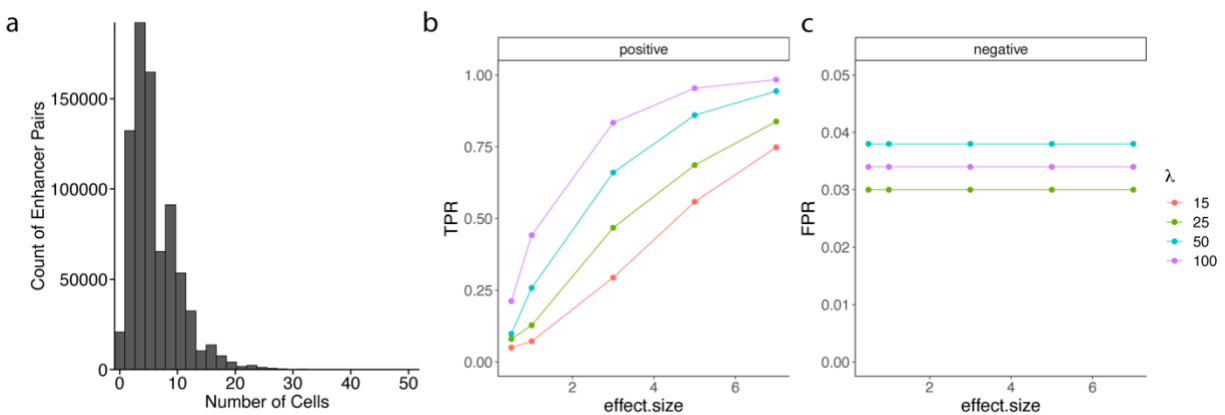 a
Count of Enhancer Pairs
150000
100000
50000
0
0 10 20 30 40 50
Number of Cells
b
positive
TPR
1.00
0.75
0.50
0.25
0.00
2 4 6
effect.size
c
negative
FPR
0.05
0.04
0.03
0.02
0.01
0.00
2 4 6
effect.size
λ
15
25
50
100